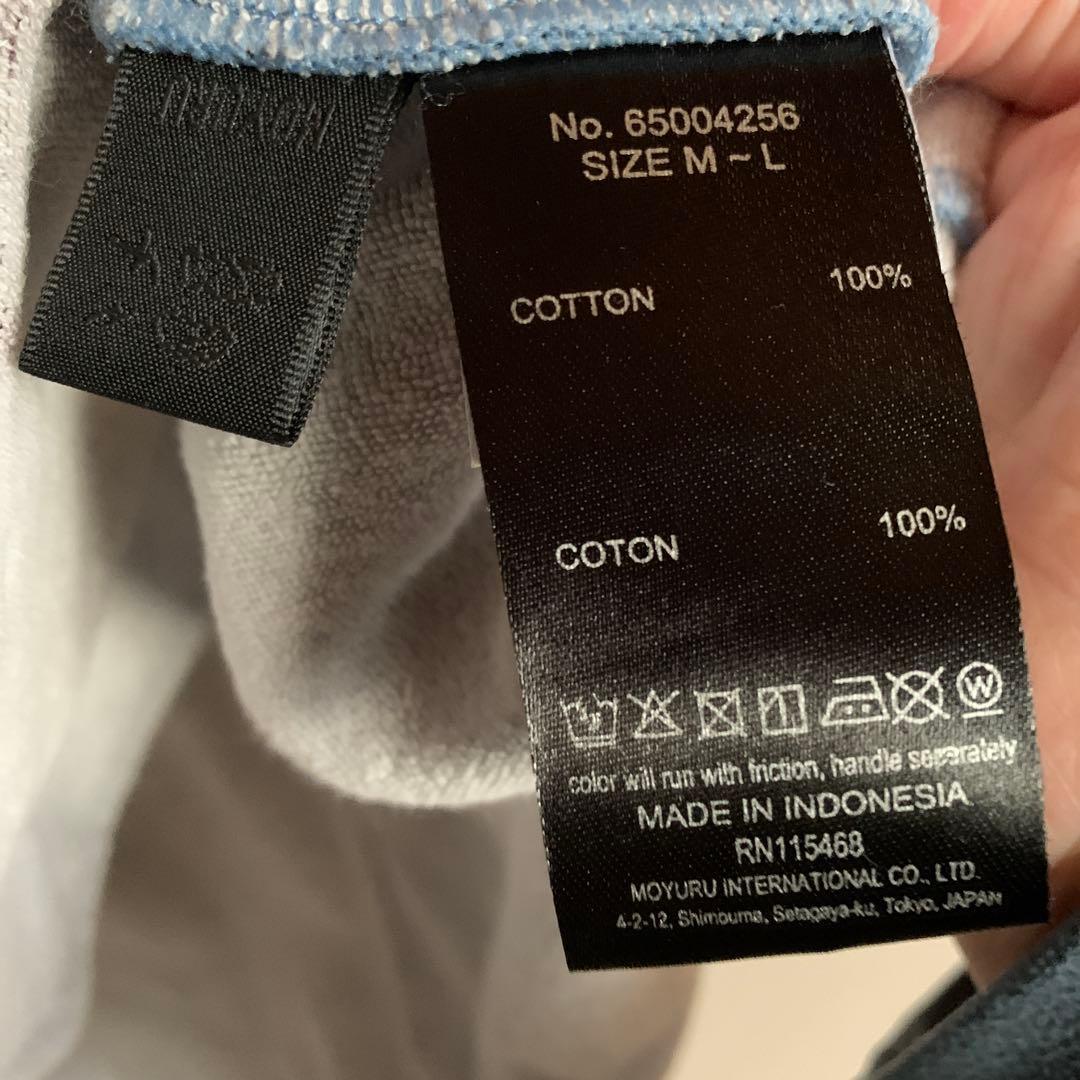 MOYURU
No. 65004256
SIZE M ~ L
COTTON 100%
COTON 100%
W
color will run with friction, handle separately
MADE IN INDONESIA
RN115468
MOYURU INTERNATIONAL CO., LTD.
4-2-12, Shimouma, Setagaya-ku, Tokyo, JAPAN